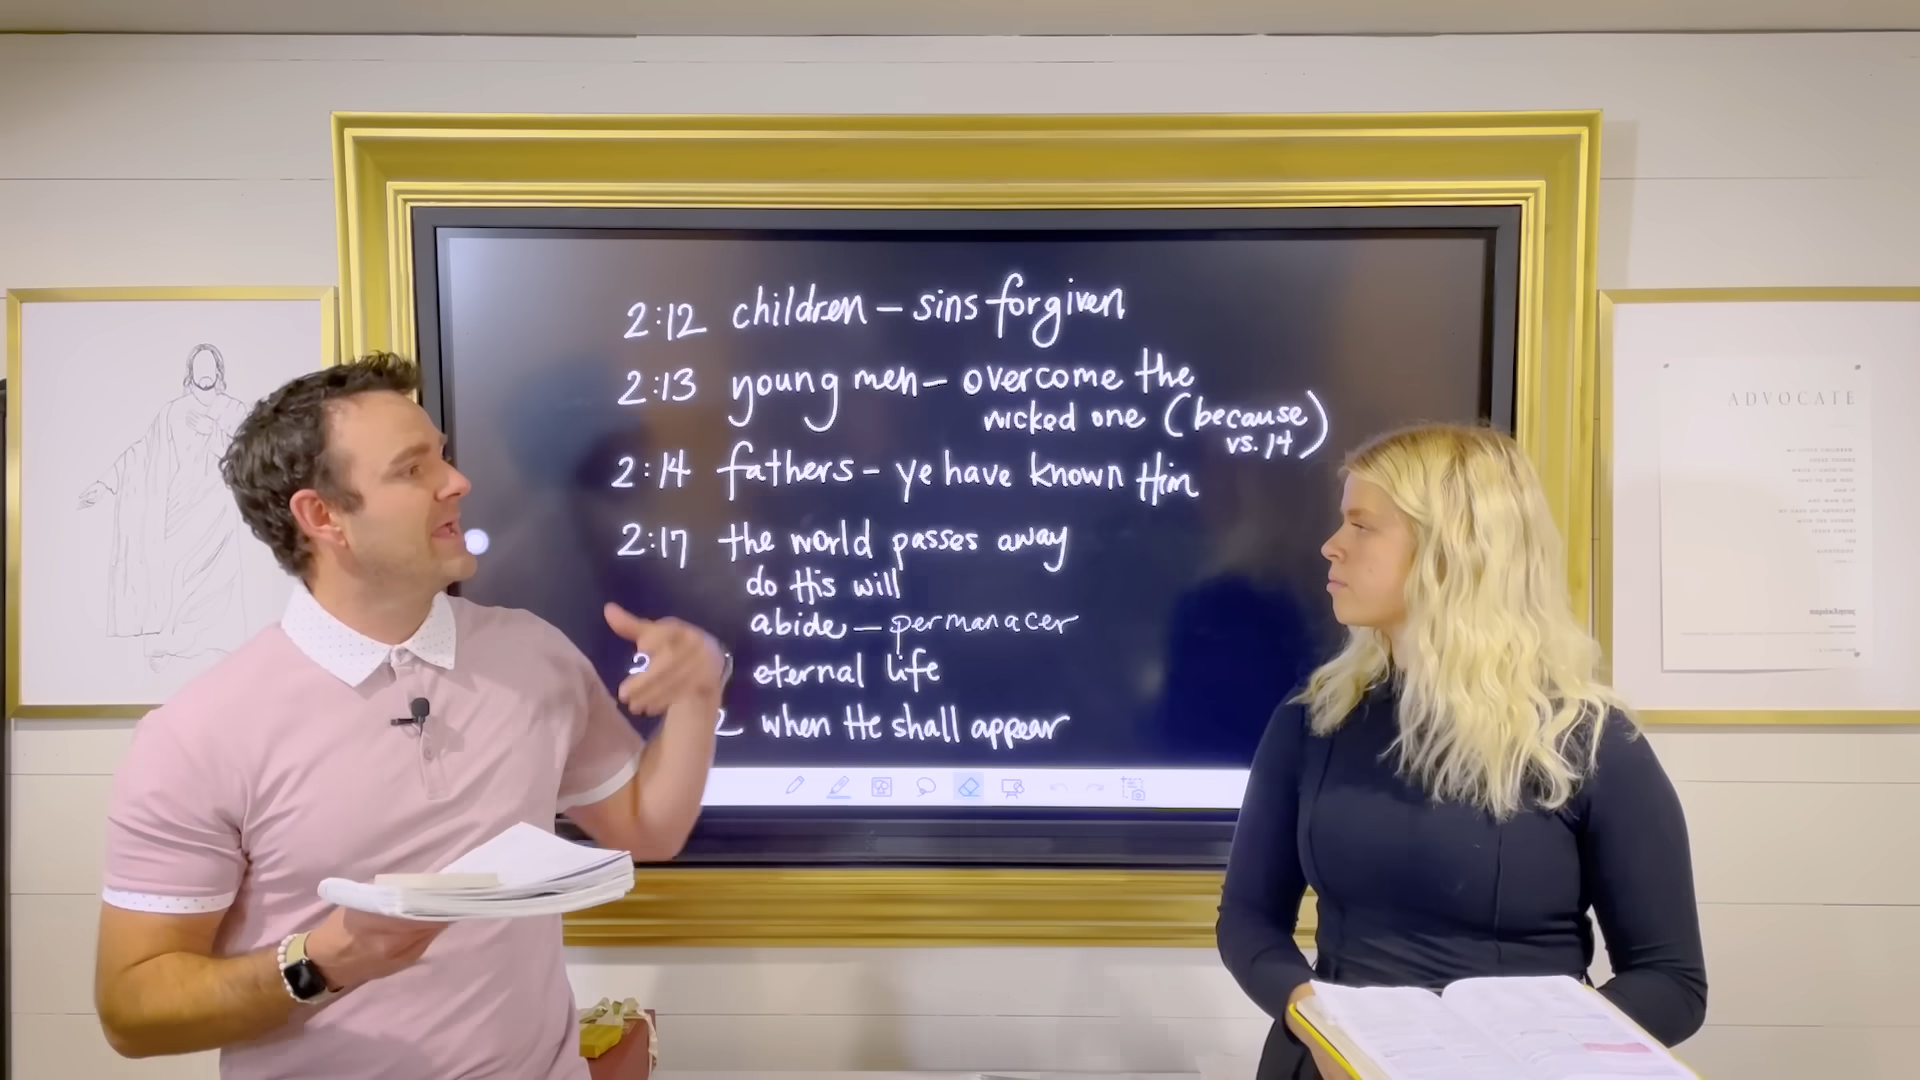 2:12 children – sins forgiven
2:13 young men – overcome the
wicked one (because
vs. 14)
2:14 fathers – ye have known Him
2:17 the world passes away
do His will
abide – permanacer
2 eternal life
2 when He shall appear
ADVOCATE